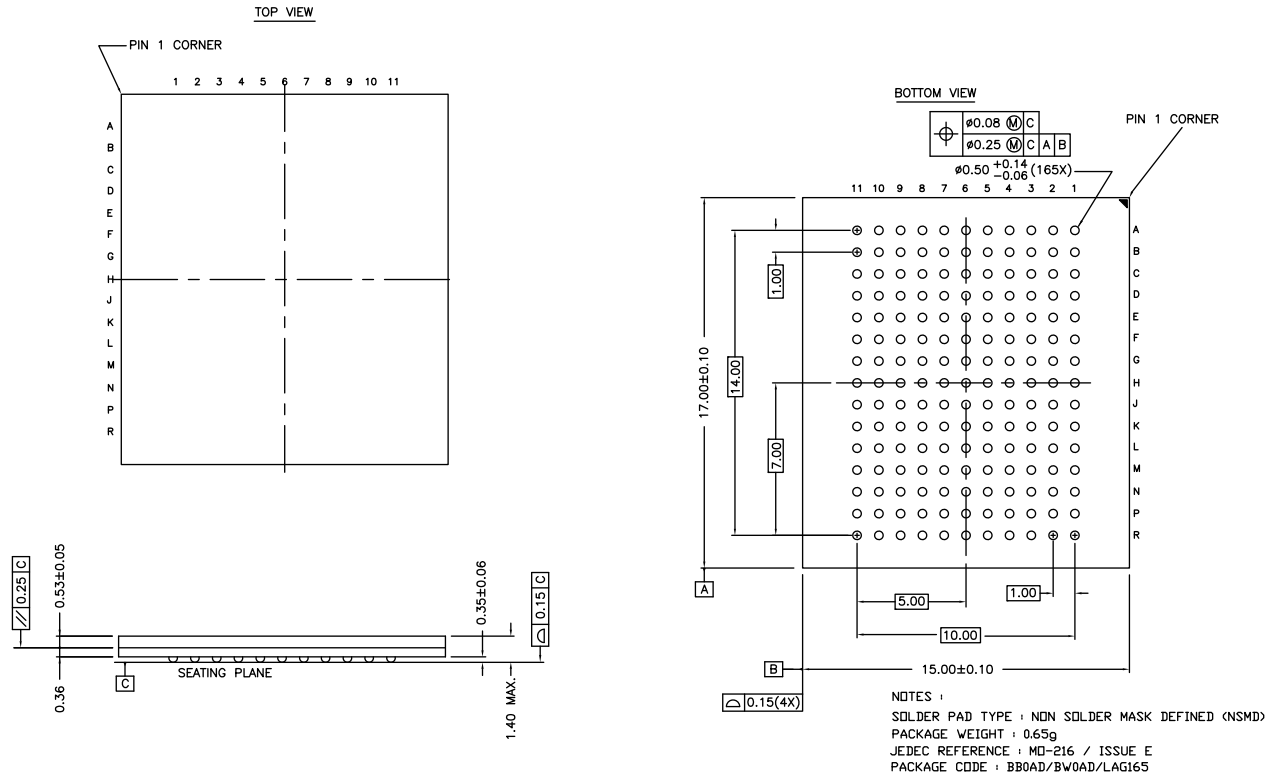 TOP VIEW
PIN 1 CORNER
1 2 3 4 5 6 7 8 9 10 11
A
B
C
D
E
F
G
H
J
K
L
M
N
P
R
BOTTOM VIEW
ø0.08 Ⓜ C
ø0.25 Ⓜ C A B
ø0.50 +0.14 -0.06 (165X)
PIN 1 CORNER
11 10 9 8 7 6 5 4 3 2 1
A
B
C
D
E
F
G
H
J
K
L
M
N
P
R
1.00
14.00
17.00±0.10
7.00
A
5.00
1.00
10.00
B
15.00±0.10
⌓ 0.15(4X)
// 0.25 C
0.53±0.05
0.36
C
SEATING PLANE
0.35±0.06
1.40 MAX.
⌓ 0.15 C
NOTES :
SOLDER PAD TYPE : NON SOLDER MASK DEFINED (NSMD)
PACKAGE WEIGHT : 0.65g
JEDEC REFERENCE : MO-216 / ISSUE E
PACKAGE CODE : BB0AD/BW0AD/LAG165